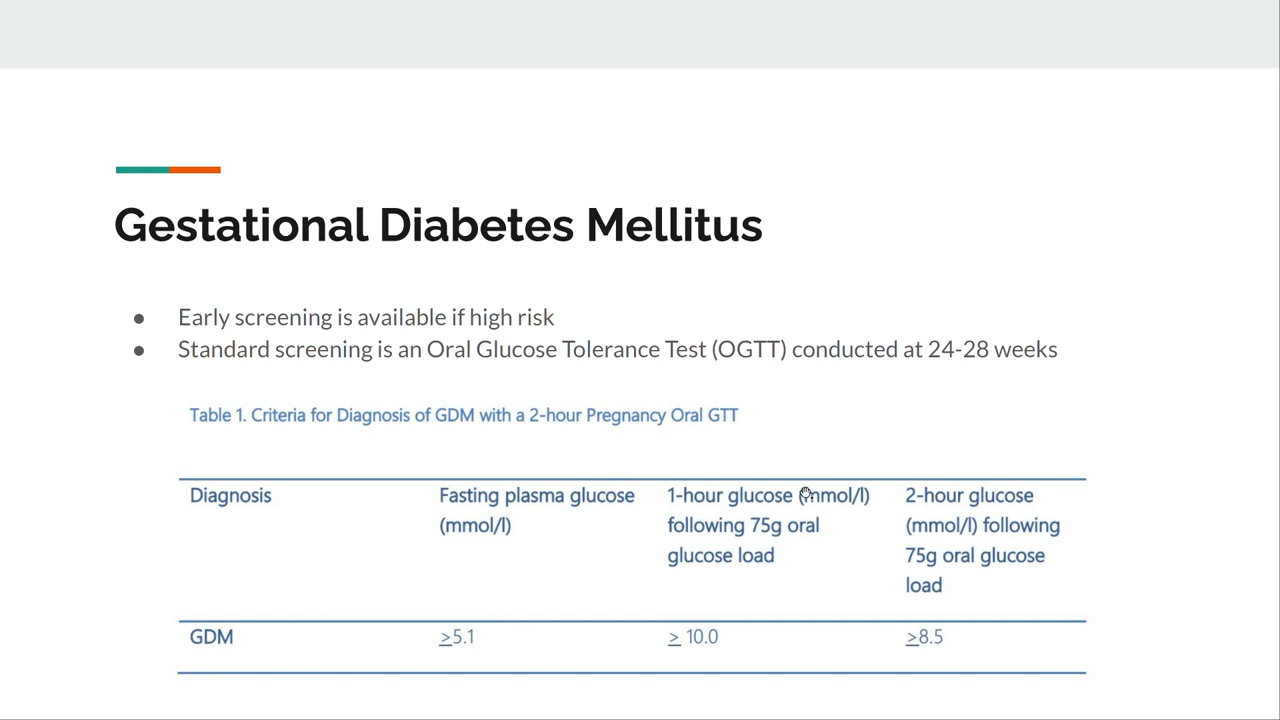 Gestational Diabetes Mellitus
● Early screening is available if high risk
● Standard screening is an Oral Glucose Tolerance Test (OGTT) conducted at 24-28 weeks
Table 1. Criteria for Diagnosis of GDM with a 2-hour Pregnancy Oral GTT
Diagnosis
Fasting plasma glucose
(mmol/l)
1-hour glucose (mmol/l)
following 75g oral
glucose load
2-hour glucose
(mmol/l) following
75g oral glucose
load
GDM
≥5.1
≥ 10.0
≥8.5